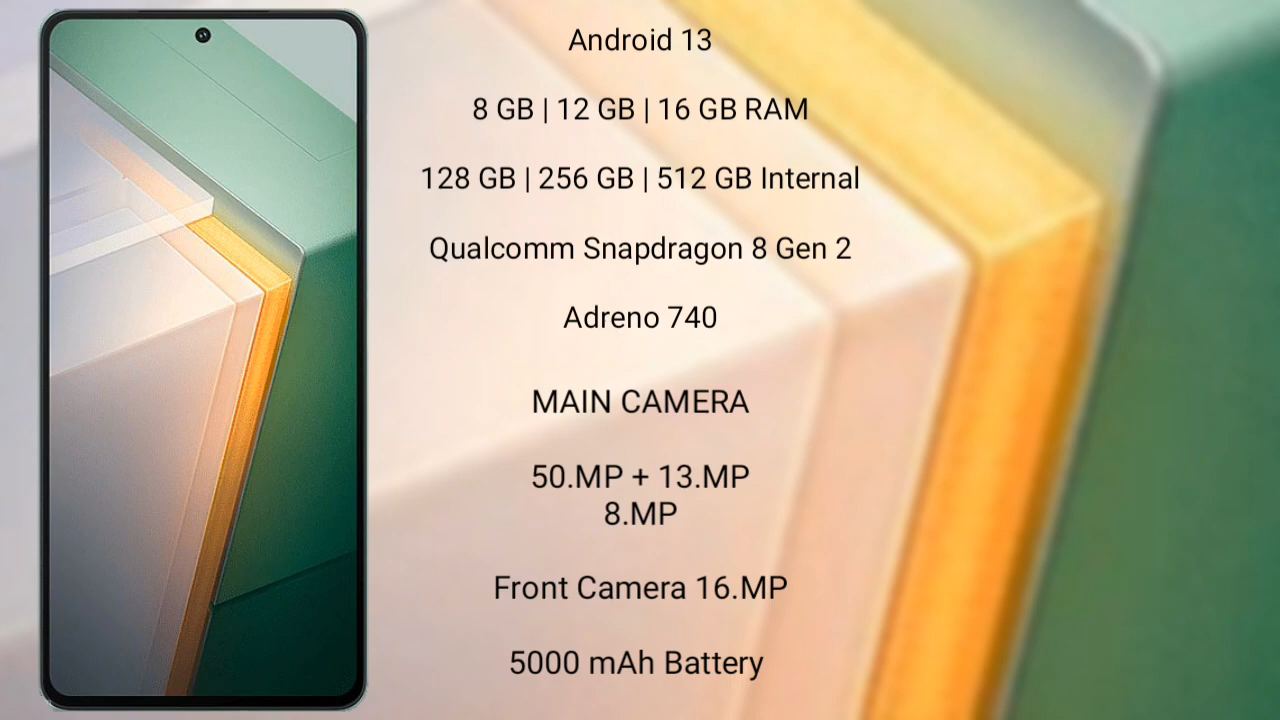 Android 13
8 GB | 12 GB | 16 GB RAM
128 GB | 256 GB | 512 GB Internal
Qualcomm Snapdragon 8 Gen 2
Adreno 740
MAIN CAMERA
50.MP + 13.MP
8.MP
Front Camera 16.MP
5000 mAh Battery